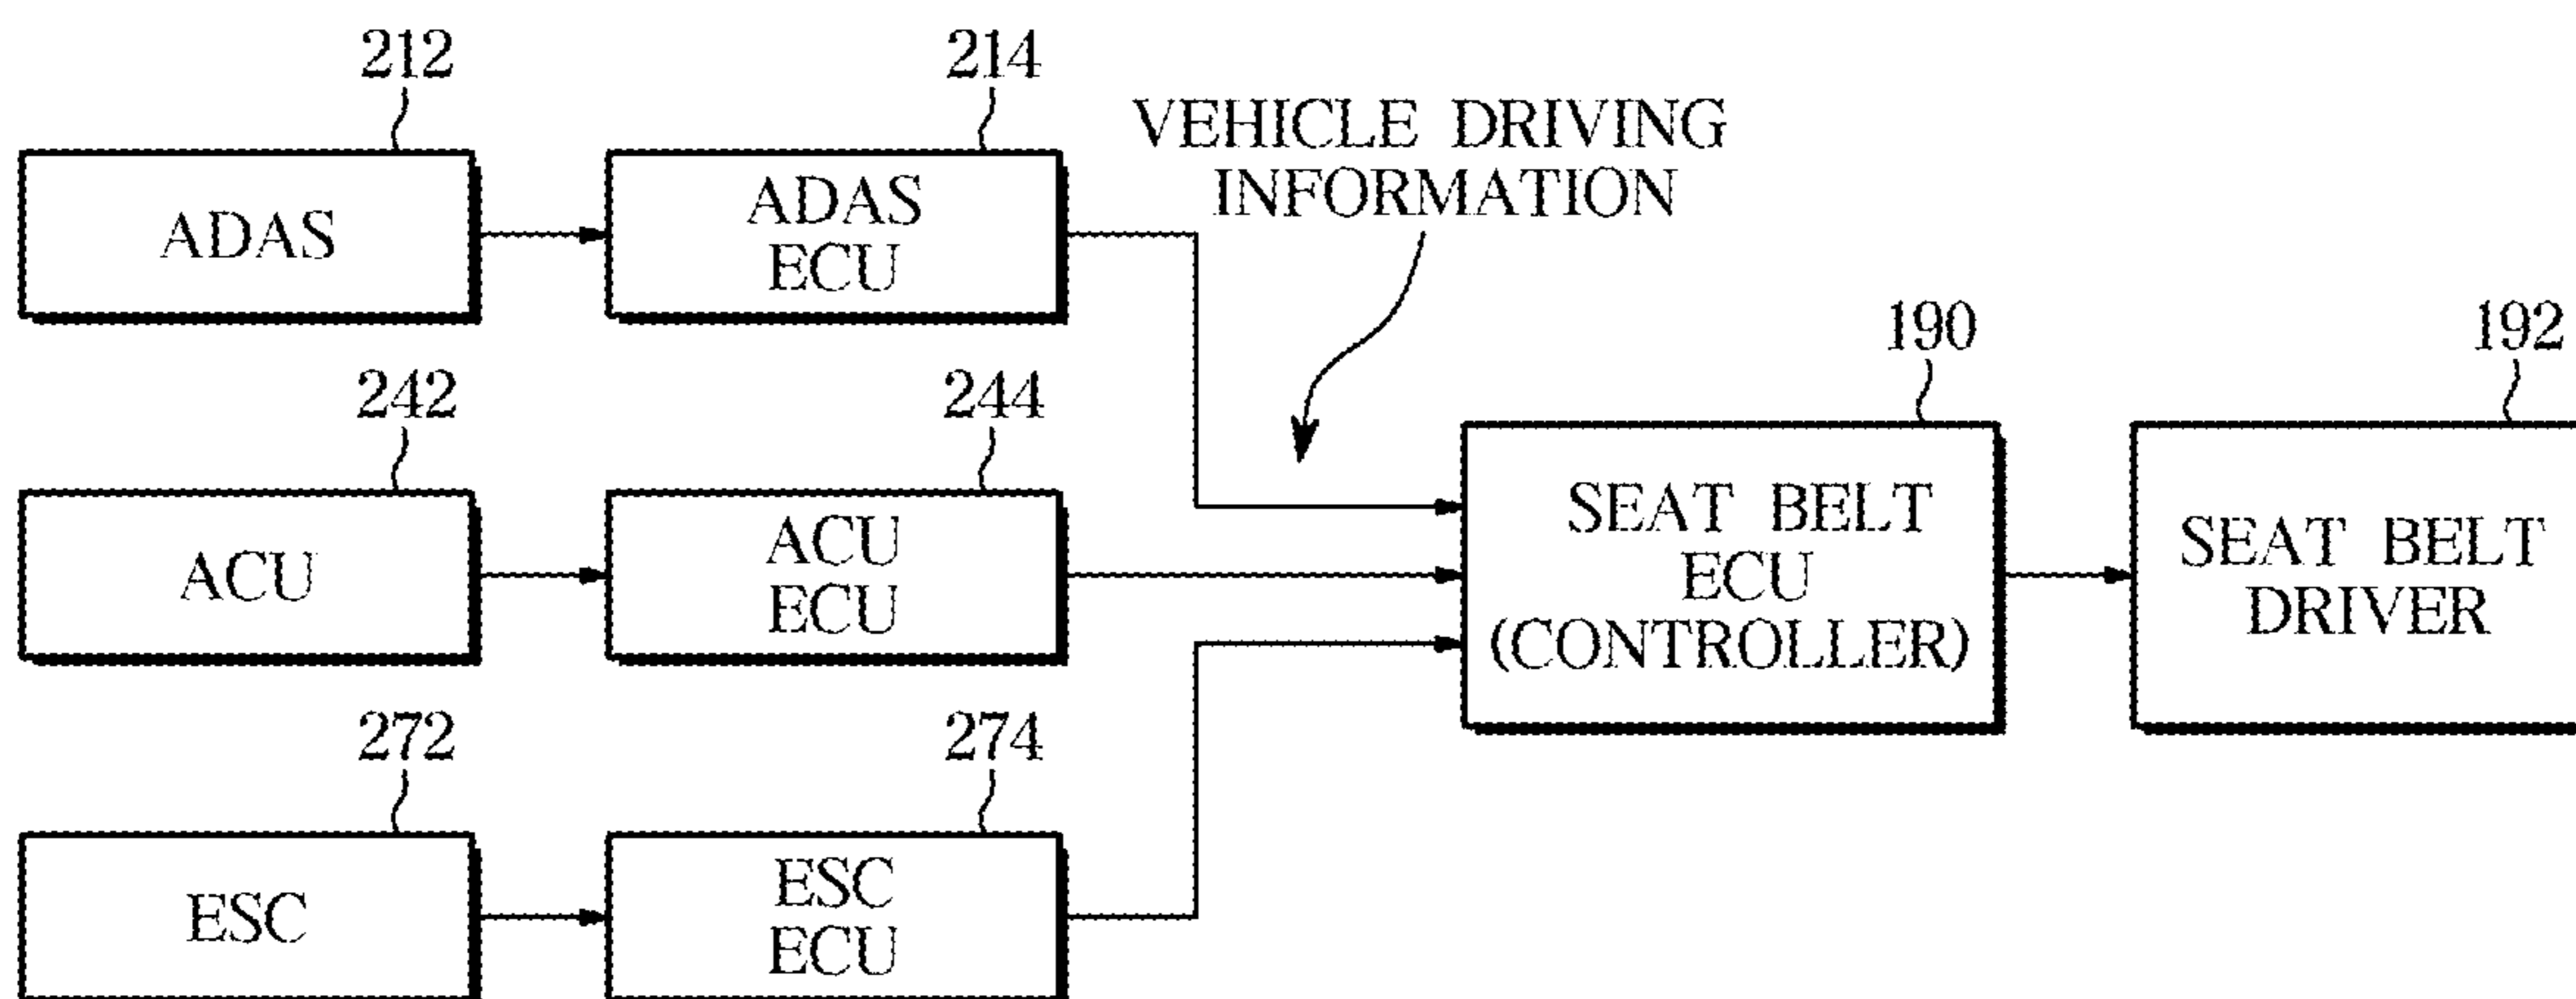 212
214
VEHICLE DRIVING
INFORMATION
ADAS
ADAS
ECU
190
192
242
244
ACU
ACU
ECU
SEAT BELT
ECU
(CONTROLLER)
SEAT BELT
DRIVER
272
274
ESC
ESC
ECU